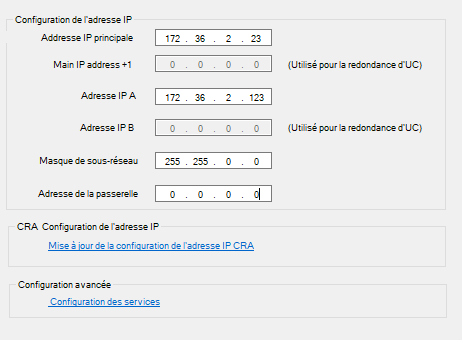 Configuration de l'adresse IP
Addresse IP principale 172 . 36 . 2 . 23
Main IP address +1 0 . 0 . 0 . 0 (Utilisé pour la redondance d'UC)
Adresse IP A 172 . 36 . 2 . 123
Adresse IP B 0 . 0 . 0 . 0 (Utilisé pour la redondance d'UC)
Masque de sous-réseau 255 . 255 . 0 . 0
Adresse de la passerelle 0 . 0 . 0 . 0
CRA Configuration de l'adresse IP
Mise à jour de la configuration de l'adresse IP CRA
Configuration avancée
Configuration des services